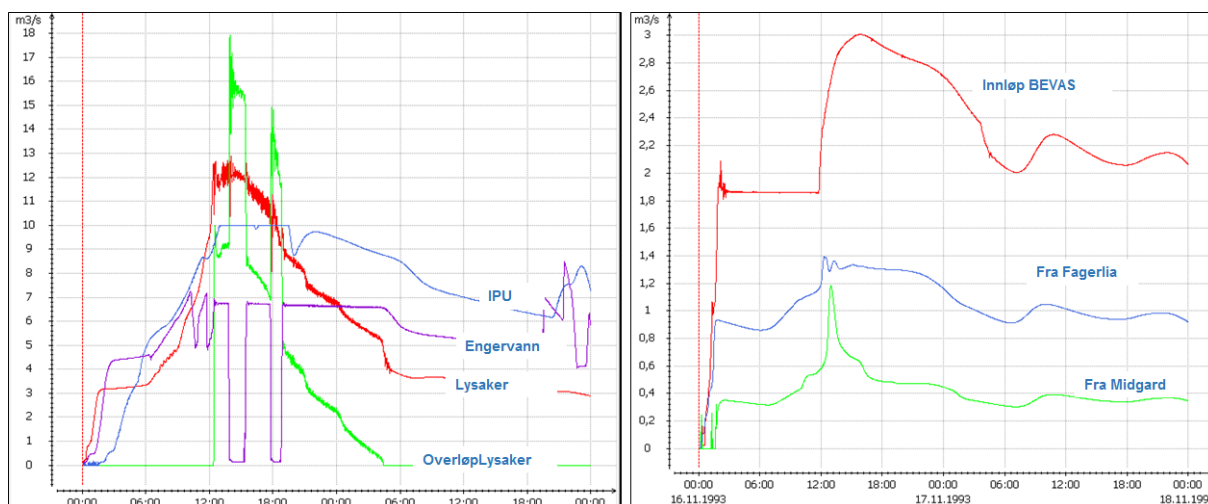 m3/s
18
17
16
15
14
13
12
11
10
9
8
7
6
5
4
3
2
1
0
IPU
Engervann
Lysaker
OverløpLysaker
00:00 06:00 12:00 18:00 00:00 06:00 12:00 18:00 00:00
m3/s
3
2,8
2,6
2,4
2,2
2
1,8
1,6
1,4
1,2
1
0,8
0,6
0,4
0,2
0
Innløp BEVAS
Fra Fagerlia
Fra Midgard
00:00 06:00 12:00 18:00 00:00 06:00 12:00 18:00 00:00
16.11.1993 17.11.1993 18.11.1993